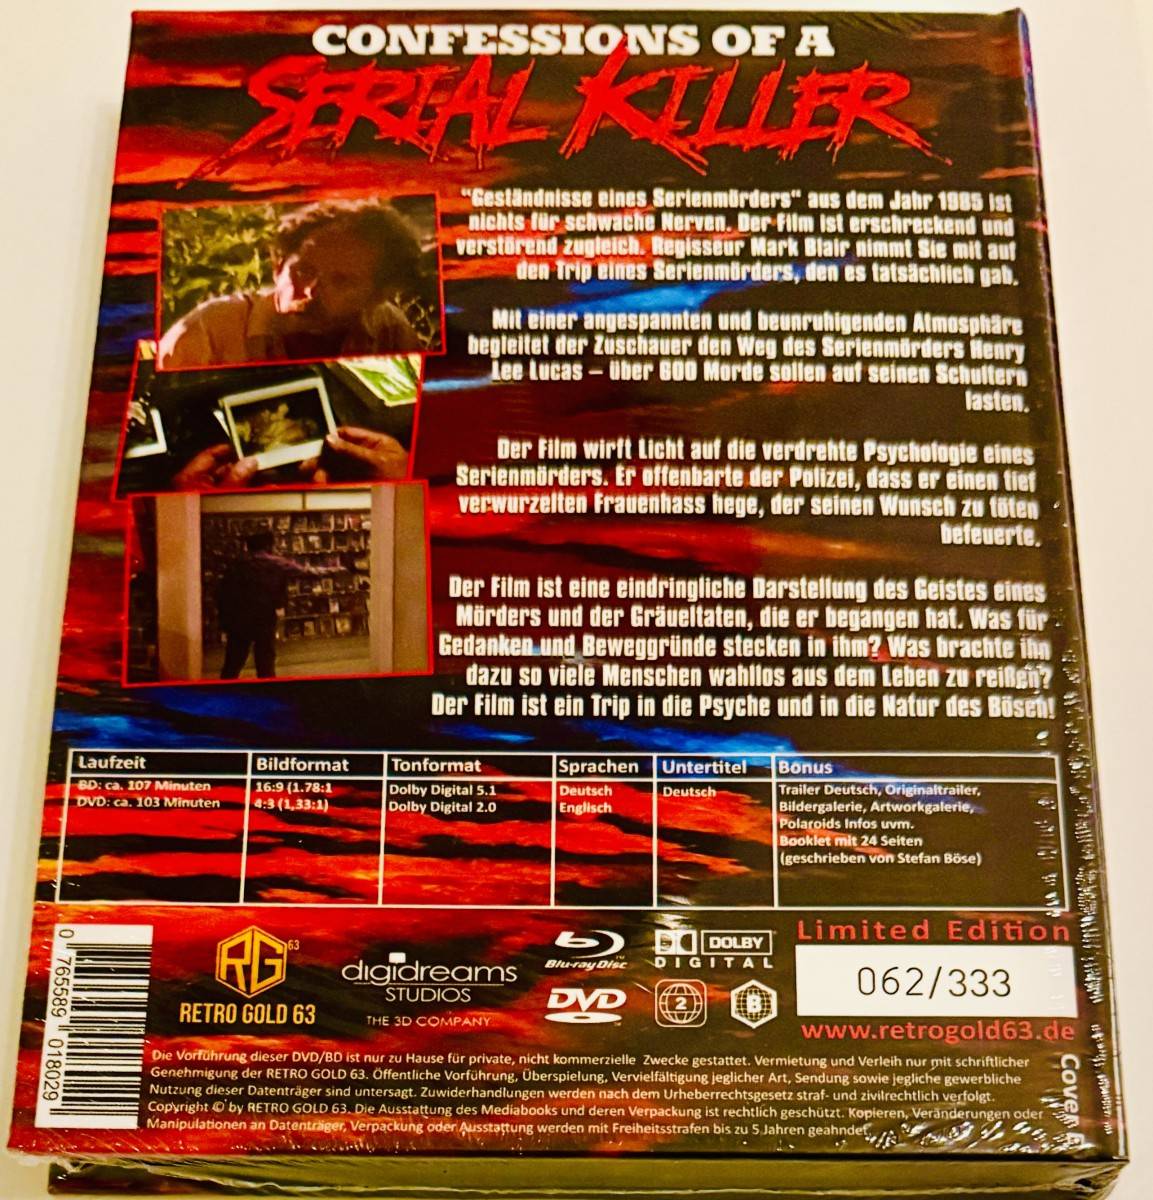 CONFESSIONS OF A
SERIAL KILLER
"Geständnisse eines Serienmörders" aus dem Jahr 1985 ist
nichts für schwache Nerven. Der Film ist erschreckend und
verstörend zugleich. Regisseur Mark Blair nimmt Sie mit auf
den Trip eines Serienmörders, den es tatsächlich gab.
Mit einer angespannten und beunruhigenden Atmosphäre
begleitet der Zuschauer den Weg des Serienmörders Henry
Lee Lucas – über 600 Morde sollen auf seinen Schultern
lasten.
Der Film wirft Licht auf die verdrehte Psychologie eines
Serienmörders. Er offenbarte der Polizei, dass er einen tief
verwurzelten Frauenhass hege, der seinen Wunsch zu töten
befeuerte.
Der Film ist eine eindringliche Darstellung des Geistes eines
Mörders und der Gräueltaten, die er begangen hat. Was für
Gedanken und Beweggründe stecken in ihm? Was brachte ihn
dazu so viele Menschen wahllos aus dem Leben zu reißen?
Der Film ist ein Trip in die Psyche und in die Natur des Bösen!
Laufzeit Bildformat Tonformat Sprachen Untertitel Bonus
BD: ca. 107 Minuten 16:9 (1.78:1 Dolby Digital 5.1 Deutsch Deutsch Trailer Deutsch, Originaltrailer,
DVD: ca. 103 Minuten 4:3 (1,33:1) Dolby Digital 2.0 Englisch Bildergalerie, Artworkgalerie,
Polaroids Infos uvm.
Booklet mit 24 Seiten
(geschrieben von Stefan Böse)
Limited Edition
062/333
www.retrogold63.de
RG 63
RETRO GOLD 63
digidreams
STUDIOS
THE 3D COMPANY
Blu-ray Disc
DVD
DOLBY
DIGITAL
2
B
0 765589 018029
Cover E
Die Vorführung dieser DVD/BD ist nur zu Hause für private, nicht kommerzielle Zwecke gestattet. Vermietung und Verleih nur mit schriftlicher
Genehmigung der RETRO GOLD 63. Öffentliche Vorführung, Überspielung, Vervielfältigung jeglicher Art, Sendung sowie jegliche gewerbliche
Nutzung dieser Datenträger sind untersagt. Zuwiderhandlungen werden nach dem Urheberrechtsgesetz straf- und zivilrechtlich verfolgt.
Copyright © by RETRO GOLD 63. Die Ausstattung des Mediabooks und deren Verpackung ist rechtlich geschützt. Kopieren, Veränderungen oder
Manipulationen an Datenträger, Verpackung oder Ausstattung werden mit Freiheitsstrafen bis zu 5 Jahren geahndet.